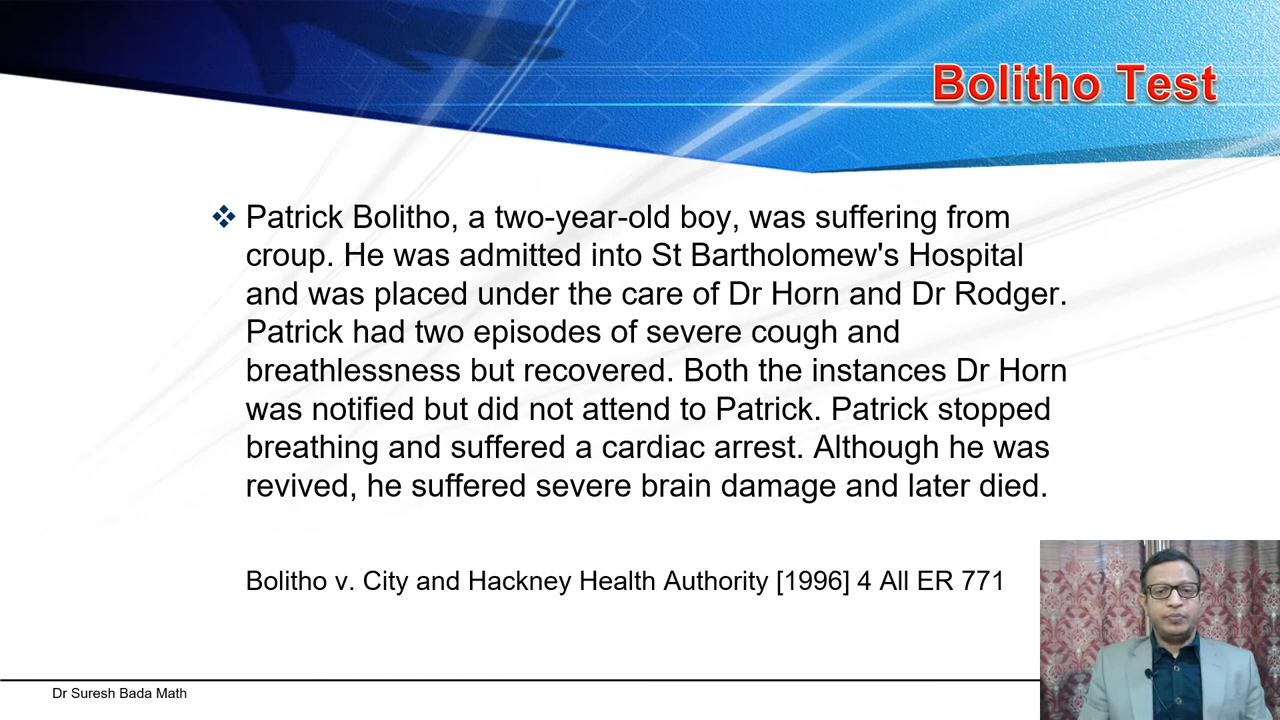 Bolitho Test
Patrick Bolitho, a two-year-old boy, was suffering from
croup. He was admitted into St Bartholomew's Hospital
and was placed under the care of Dr Horn and Dr Rodger.
Patrick had two episodes of severe cough and
breathlessness but recovered. Both the instances Dr Horn
was notified but did not attend to Patrick. Patrick stopped
breathing and suffered a cardiac arrest. Although he was
revived, he suffered severe brain damage and later died.
Bolitho v. City and Hackney Health Authority [1996] 4 All ER 771
Dr Suresh Bada Math